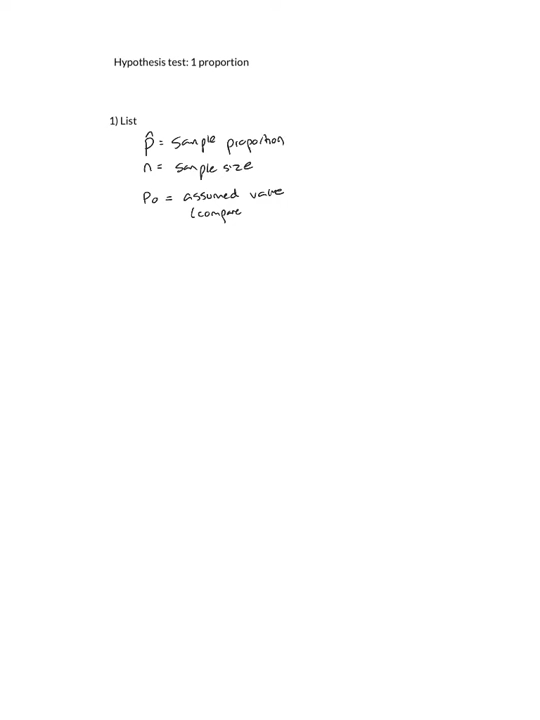 Hypothesis test: 1 proportion
1) List
p̂ = sample proportion
n = sample size
P₀ = assumed value
(compare